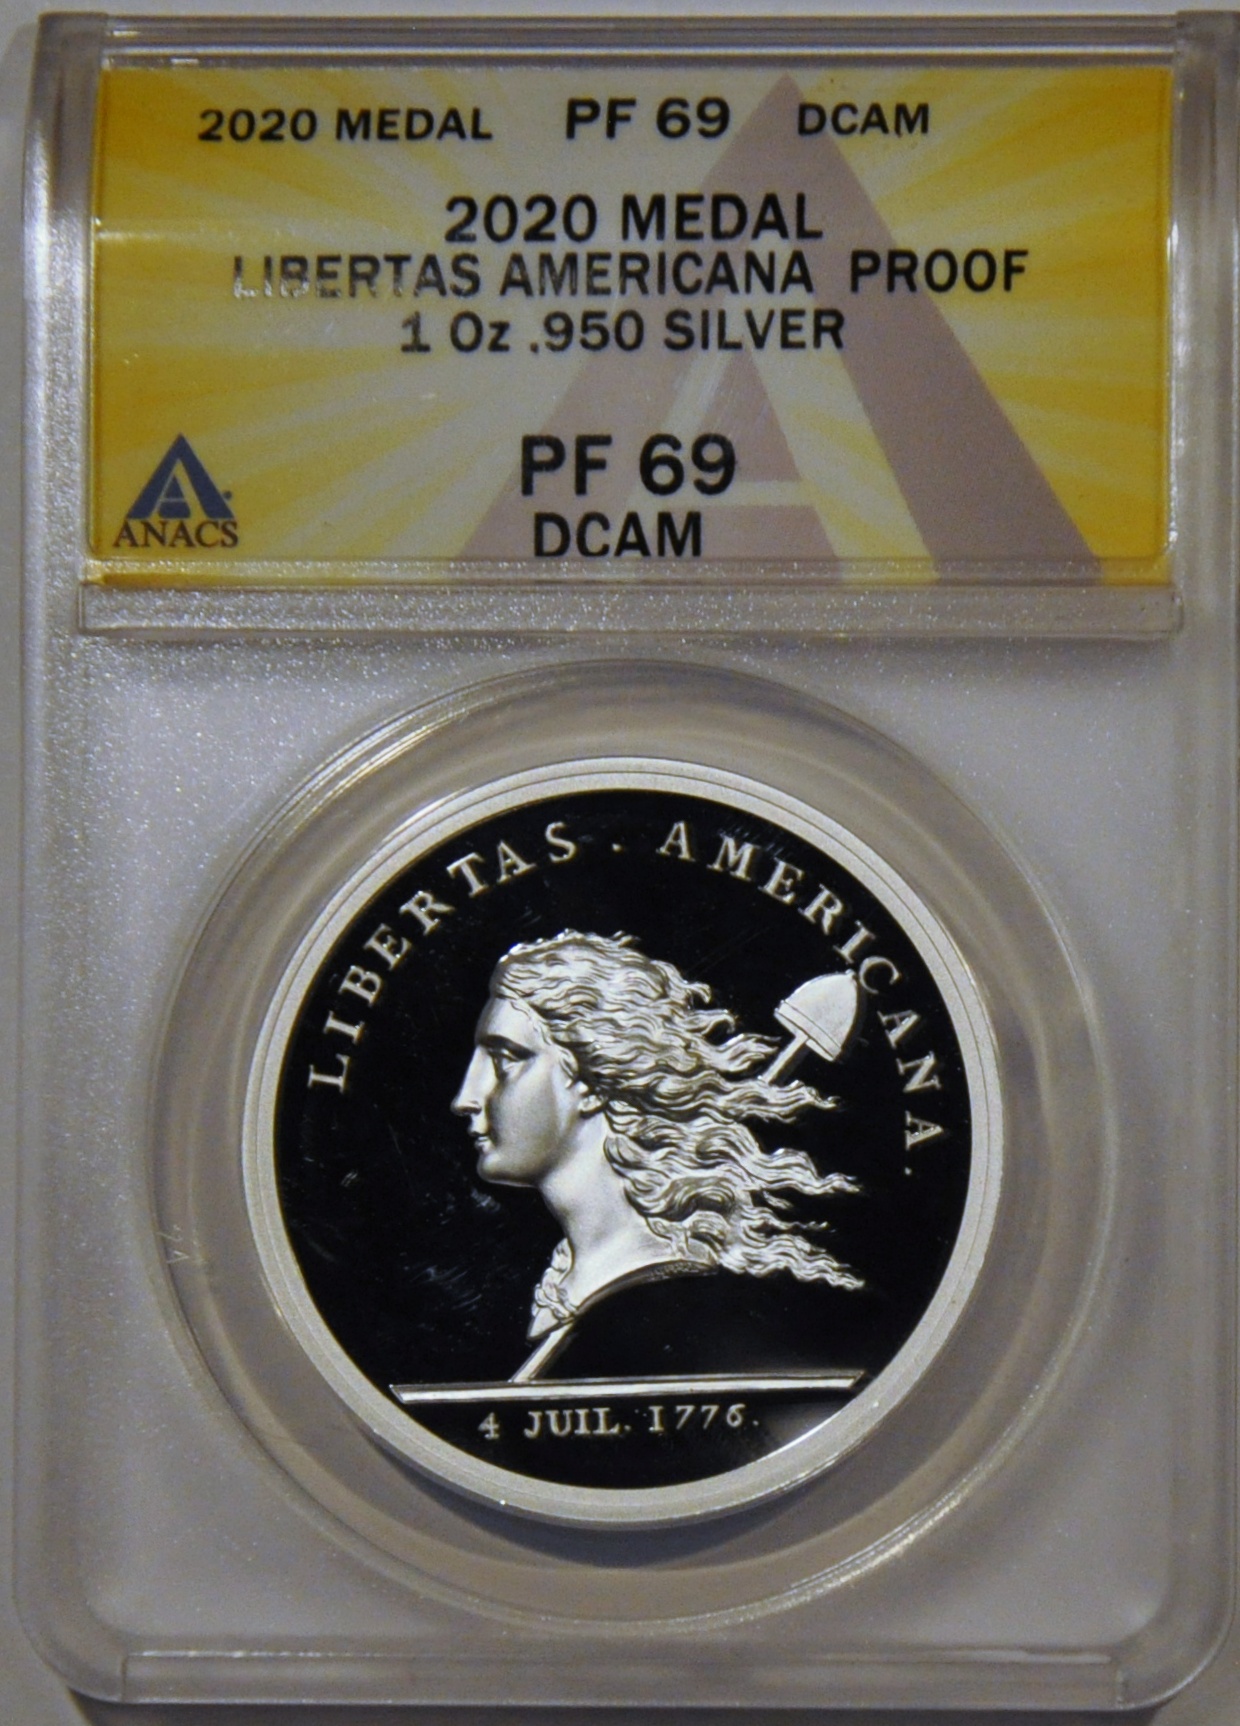 2020 MEDAL PF 69 DCAM
2020 MEDAL
LIBERTAS AMERICANA PROOF
1 Oz .950 SILVER
PF 69
DCAM
ANACS
LIBERTAS . AMERICANA.
4 JUIL. 1776.